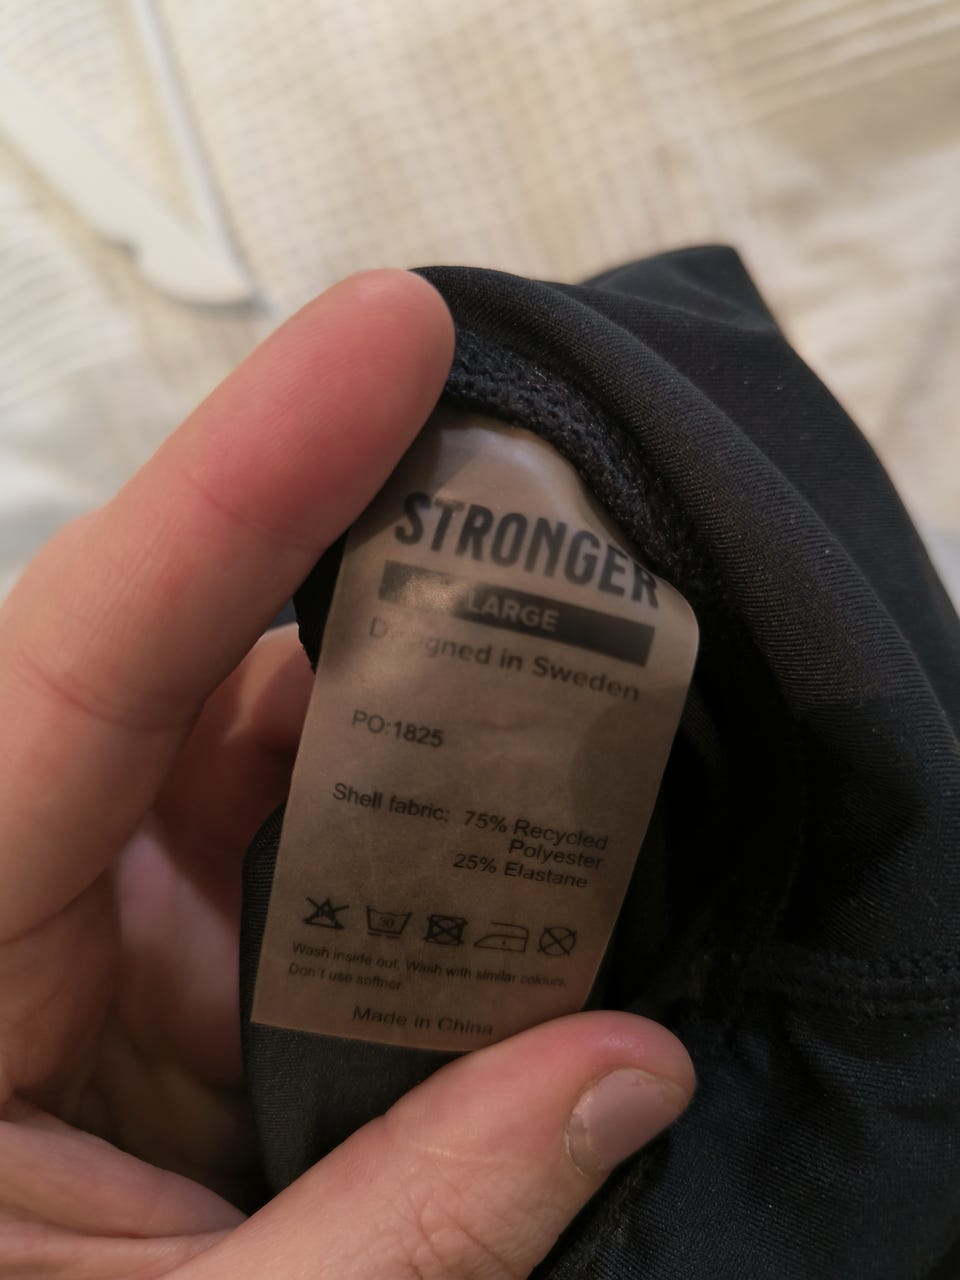 STRONGER
LARGE
Designed in Sweden
PO:1825
Shell fabric: 75% Recycled
Polyester
25% Elastane
30
Wash inside out. Wash with similar colours.
Don't use softner
Made in China